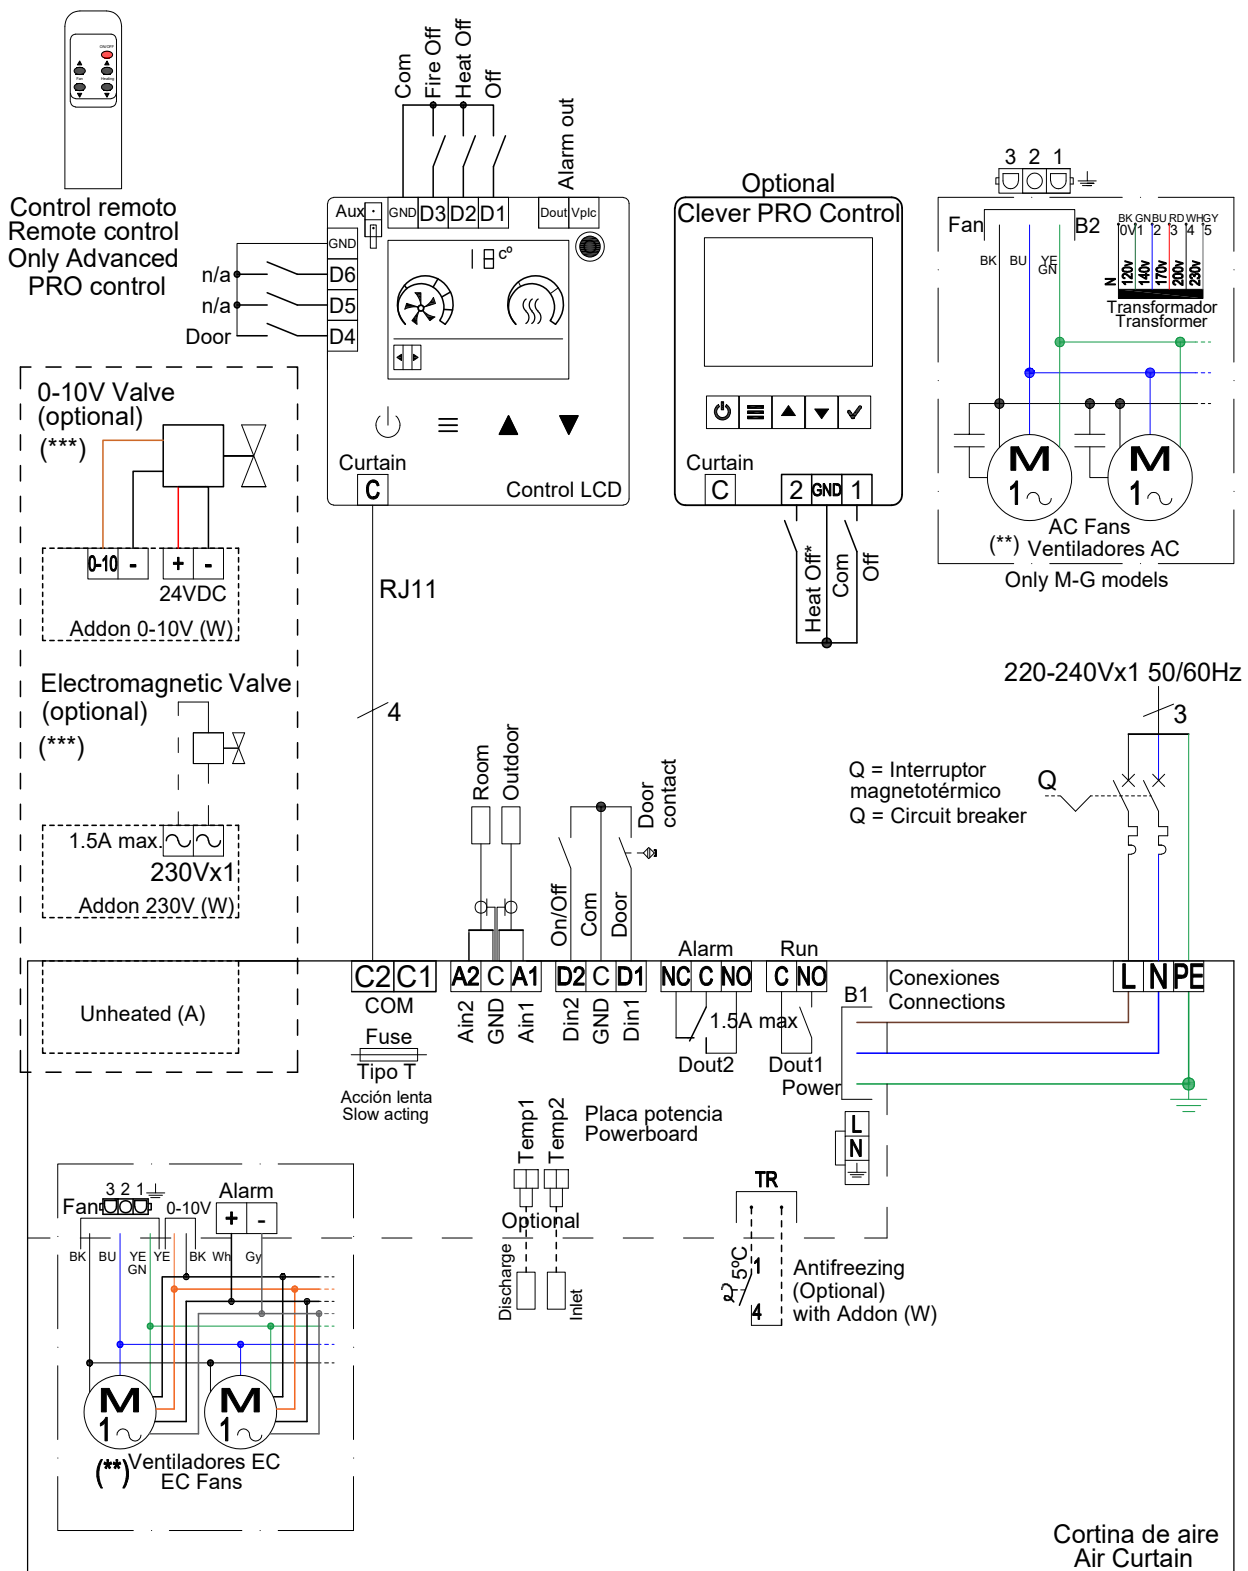 ON/OFF
Fan
Heating
Control remoto
Remote control
Only Advanced
PRO control
Com
Fire Off
Heat Off
Off
Alarm out
Aux
GND D3 D2 D1
Dout Vplc
GND
D6
D5
D4
n/a
n/a
Door
18 cº
Curtain
C
Control LCD
Optional
Clever PRO Control
Curtain
C
2 GND 1
Heat Off*
Com
Off
3 2 1
Fan
B2
BK BU YE
GN
BK GN BU RD WH GY
0V 1 2 3 4 5
N
120v
140v
170v
200v
230v
Transformador
Transformer
M
1
M
1
AC Fans
(**) Ventiladores AC
Only M-G models
0-10V Valve
(optional)
(***)
0-10 - + -
24VDC
Addon 0-10V (W)
Electromagnetic Valve
(optional)
(***)
1.5A max.
230Vx1
Addon 230V (W)
Unheated (A)
RJ11
4
220-240Vx1 50/60Hz
3
Q = Interruptor
magnetotérmico
Q = Circuit breaker
Q
Room
Outdoor
On/Off
Com
Door
Door
contact
Alarm
Run
C2 C1
COM
A2 C A1
Ain2
GND
Ain1
D2 C D1
Din2
GND
Din1
NC C NO
1.5A max
Dout2
C NO
Dout1
B1
Power
Conexiones
Connections
L N PE
Fuse
Tipo T
Acción lenta
Slow acting
Temp1
Temp2
Placa potencia
Powerboard
Optional
Discharge
Inlet
L
N
TR
5ºC
1
4
Antifreezing
(Optional)
with Addon (W)
3 2 1
Fan
0-10V
Alarm
+ -
BK BU YE
GN
YE BK Wh Gy
M
1
M
1
(**) Ventiladores EC
EC Fans
Cortina de aire
Air Curtain